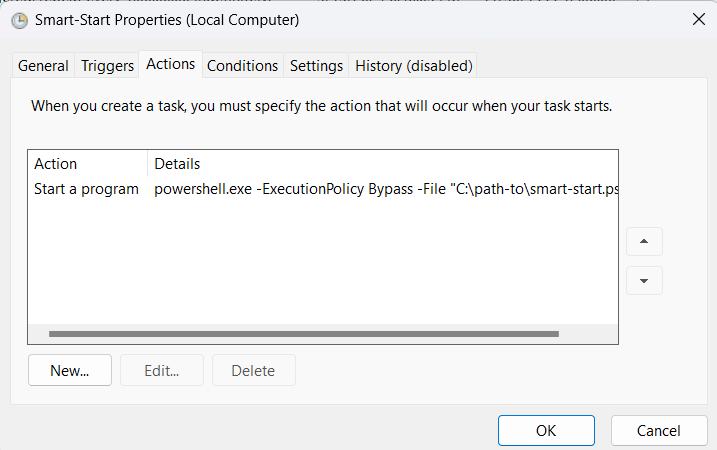 Smart-Start Properties (Local Computer)
General Triggers Actions Conditions Settings History (disabled)
When you create a task, you must specify the action that will occur when your task starts.
Action Details
Start a program powershell.exe -ExecutionPolicy Bypass -File "C:\path-to\smart-start.ps
New... Edit... Delete
OK Cancel